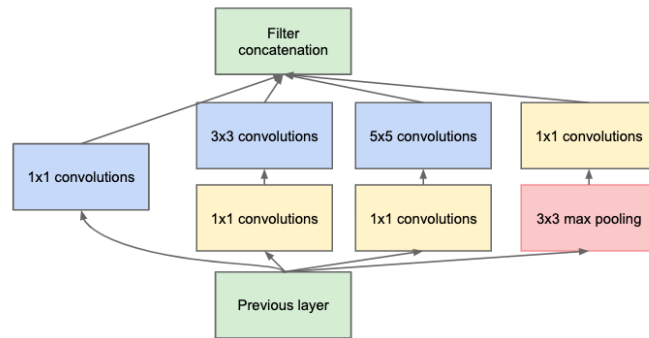 Filter
concatenation
3x3 convolutions
5x5 convolutions
1x1 convolutions
1x1 convolutions
1x1 convolutions
1x1 convolutions
3x3 max pooling
Previous layer